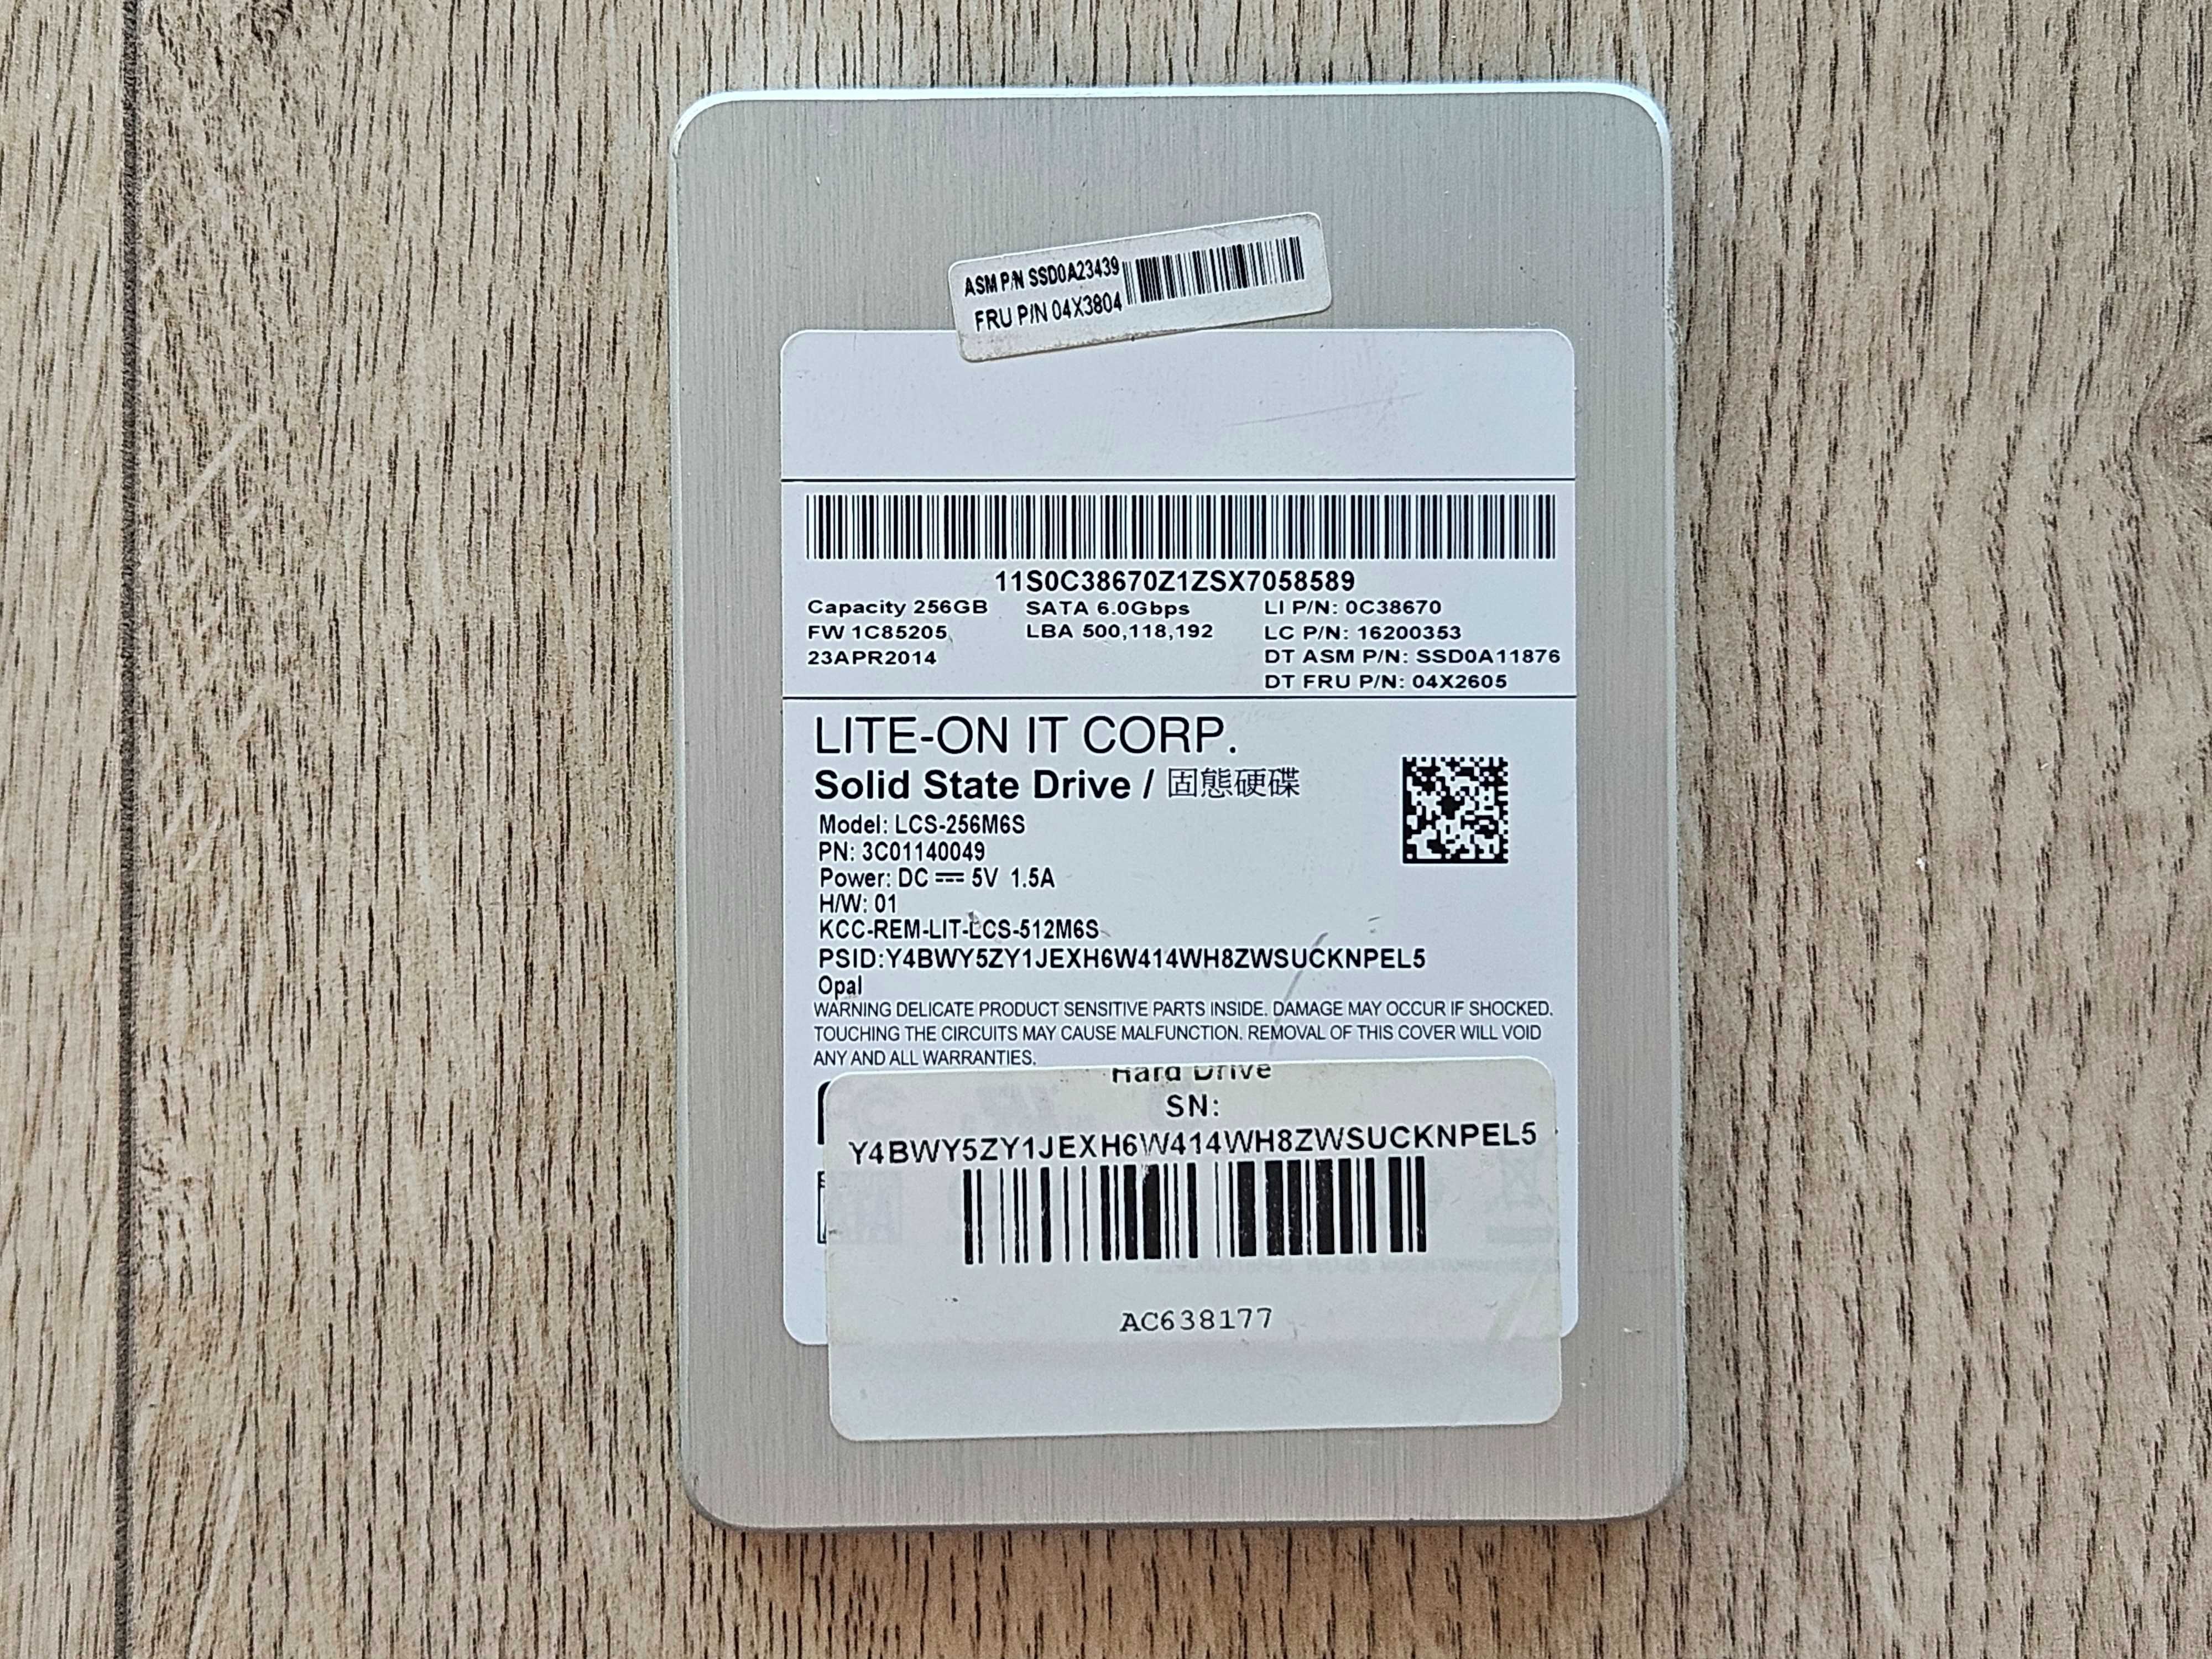 ASM P/N SSD0A23439
FRU P/N 04X3804
11S0C38670Z1ZSX7058589
Capacity 256GB SATA 6.0Gbps LI P/N: 0C38670
FW 1C85205 LBA 500,118,192 LC P/N: 16200353
23APR2014 DT ASM P/N: SSD0A11876
DT FRU P/N: 04X2605
LITE-ON IT CORP.
Solid State Drive / 固態硬碟
Model: LCS-256M6S
PN: 3C01140049
Power: DC ⎓ 5V 1.5A
H/W: 01
KCC-REM-LIT-LCS-512M6S
PSID:Y4BWY5ZY1JEXH6W414WH8ZWSUCKNPEL5
Opal
WARNING DELICATE PRODUCT SENSITIVE PARTS INSIDE. DAMAGE MAY OCCUR IF SHOCKED.
TOUCHING THE CIRCUITS MAY CAUSE MALFUNCTION. REMOVAL OF THIS COVER WILL VOID
ANY AND ALL WARRANTIES.
Hard Drive
SN:
Y4BWY5ZY1JEXH6W414WH8ZWSUCKNPEL5
AC638177